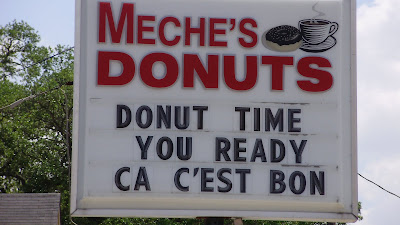 MECHE'S
DONUTS
DONUT TIME
YOU READY
CA C'EST BON